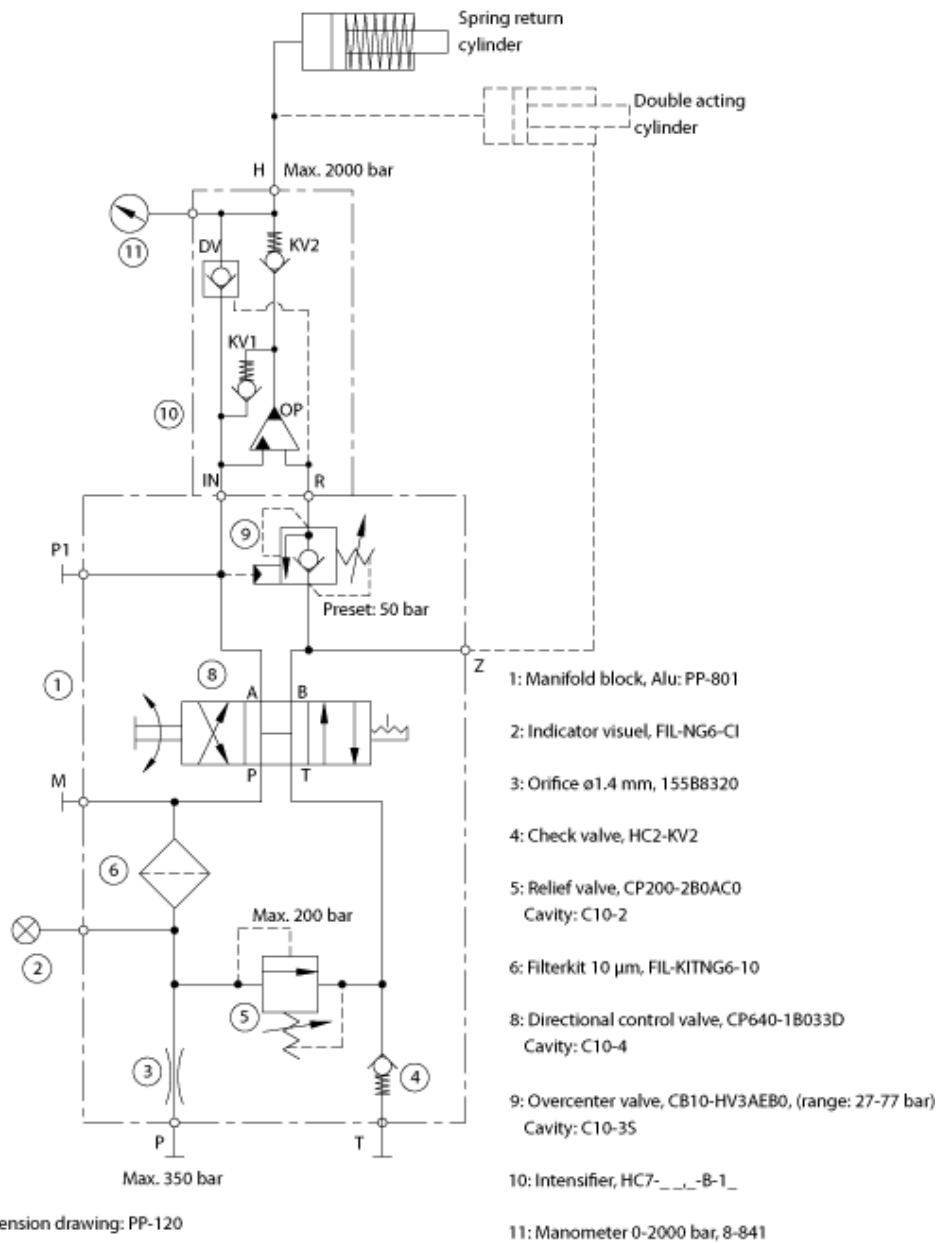 Spring return
cylinder
Double acting
cylinder
H
Max. 2000 bar
11
DV
KV2
KV1
10
OP
IN
R
9
P1
Preset: 50 bar
Z
8
1
A
B
P
T
M
6
Max. 200 bar
2
5
3
4
P
T
Max. 350 bar
ension drawing: PP-120
1: Manifold block, Alu: PP-801
2: Indicator visuel, FIL-NG6-CI
3: Orifice ø1.4 mm, 155B8320
4: Check valve, HC2-KV2
5: Relief valve, CP200-2B0AC0
Cavity: C10-2
6: Filterkit 10 µm, FIL-KITNG6-10
8: Directional control valve, CP640-1B033D
Cavity: C10-4
9: Overcenter valve, CB10-HV3AEB0, (range: 27-77 bar)
Cavity: C10-3S
10: Intensifier, HC7-_ _._-B-1_
11: Manometer 0-2000 bar, 8-841